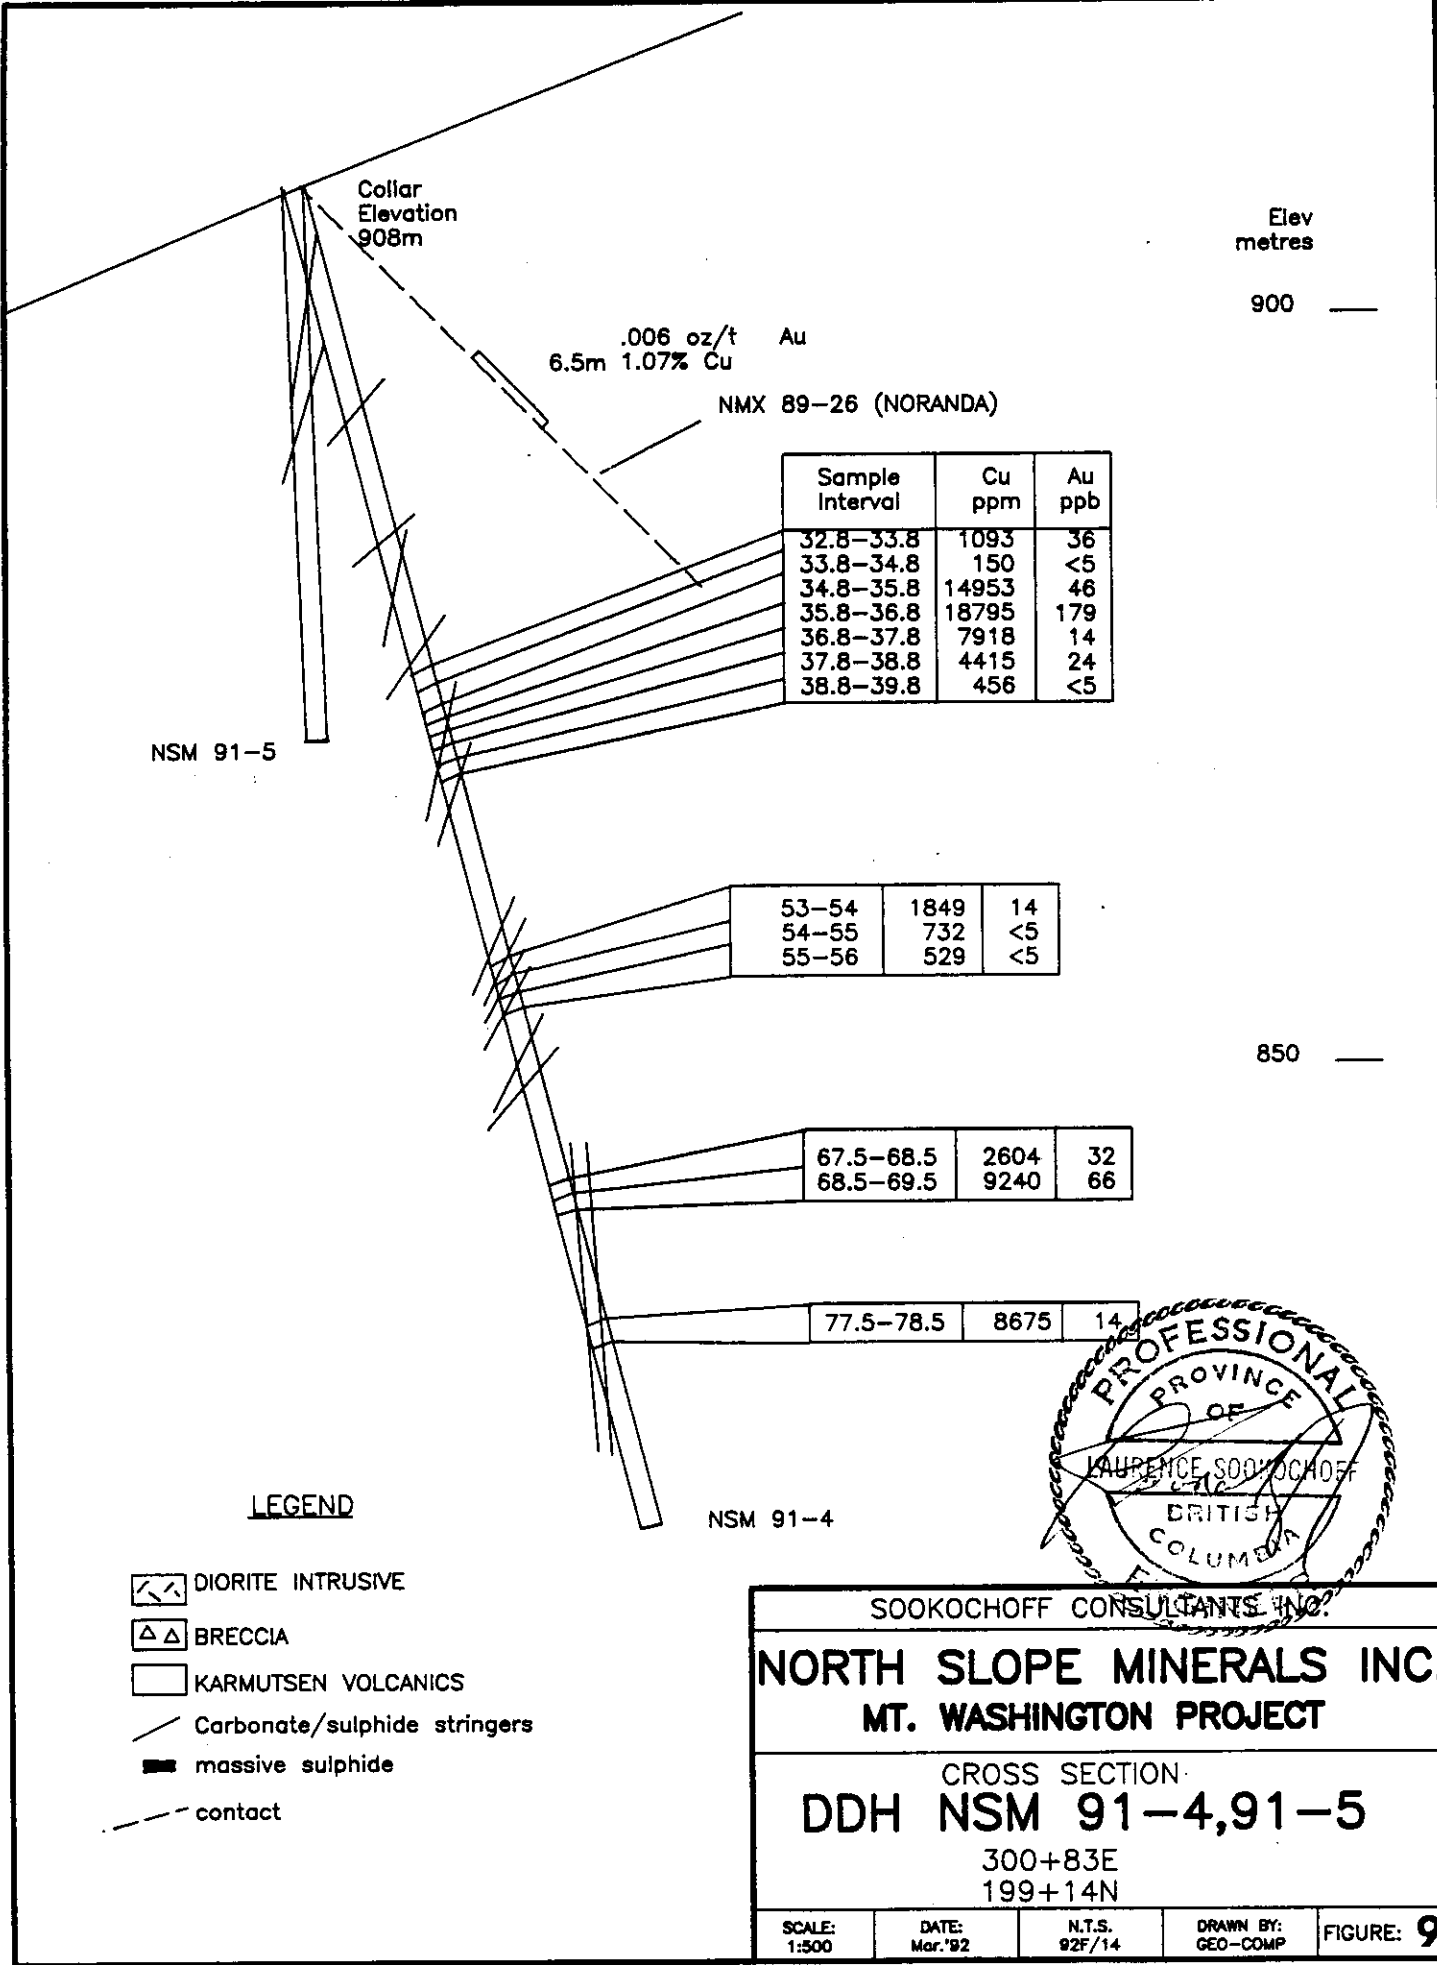 Collar
Elevation
908m
Elev
metres
900
.006 oz/t Au
6.5m 1.07% Cu
NMX 89-26 (NORANDA)
Sample Interval Cu ppm Au ppb
32.8-33.8 1093 36
33.8-34.8 150 <5
34.8-35.8 14953 46
35.8-36.8 18795 179
36.8-37.8 7918 14
37.8-38.8 4415 24
38.8-39.8 456 <5
NSM 91-5
53-54 1849 14
54-55 732 <5
55-56 529 <5
850
67.5-68.5 2604 32
68.5-69.5 9240 66
77.5-78.5 8675 14
PROFESSIONAL
PROVINCE
OF
LAURENCE SOOKOCHOFF
BRITISH
COLUMBIA
NSM 91-4
LEGEND
DIORITE INTRUSIVE
BRECCIA
KARMUTSEN VOLCANICS
Carbonate/sulphide stringers
massive sulphide
contact
SOOKOCHOFF CONSULTANTS INC.
NORTH SLOPE MINERALS INC.
MT. WASHINGTON PROJECT
CROSS SECTION
DDH NSM 91-4,91-5
300+83E
199+14N
SCALE: 1:500
DATE: Mar.'92
N.T.S. 92F/14
DRAWN BY: GEO-COMP
FIGURE: 9